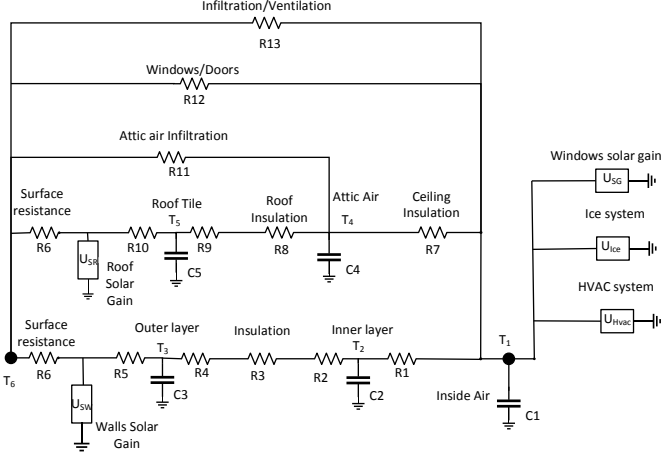 Infiltration/Ventilation
R13
Windows/Doors
R12
Attic air Infiltration
R11
Windows solar gain
USG
Surface
resistance
R6
Roof Tile
T5
R10
R9
Roof
Insulation
R8
Attic Air
T4
Ceiling
Insulation
R7
Ice system
UIce
USR
Roof
Solar
Gain
C5
C4
HVAC system
UHvac
Surface
resistance
R6
Outer layer
T3
R5
R4
Insulation
R3
Inner layer
T2
R2
R1
T1
T6
USW
Walls Solar
Gain
C3
C2
Inside Air
C1